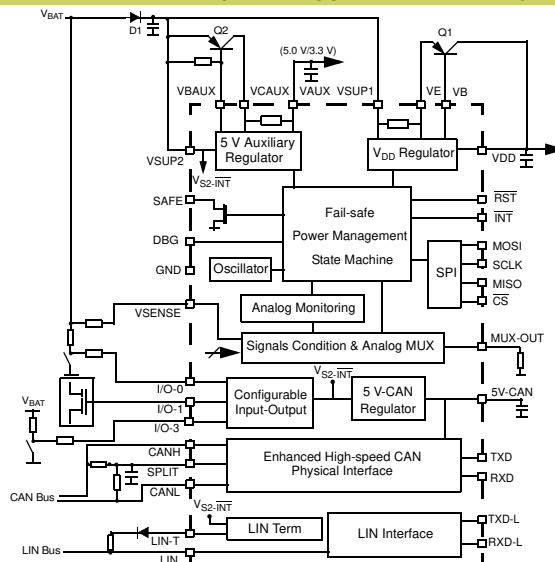 VBAT
Q2
Q1
D1
(5.0 V/3.3 V)
VBAUX
VCAUX
VAUX
VSUP1
VE
VB
5 V Auxiliary
Regulator
VDD Regulator
VSUP2
VDD
VS2-INT
SAFE
Fail-safe
Power Management
State Machine
RST
INT
DBG
MOSI
SPI
SCLK
GND
Oscillator
MISO
CS
Analog Monitoring
VSENSE
Signals Condition & Analog MUX
MUX-OUT
VS2-INT
I/O-0
Configurable
Input-Output
5 V-CAN
Regulator
5V-CAN
VBAT
I/O-1
I/O-3
CANH
Enhanced High-speed CAN
Physical Interface
TXD
SPLIT
RXD
CANL
CAN Bus
VS2-INT
LIN Term
LIN Interface
TXD-L
LIN-T
RXD-L
LIN Bus
LIN